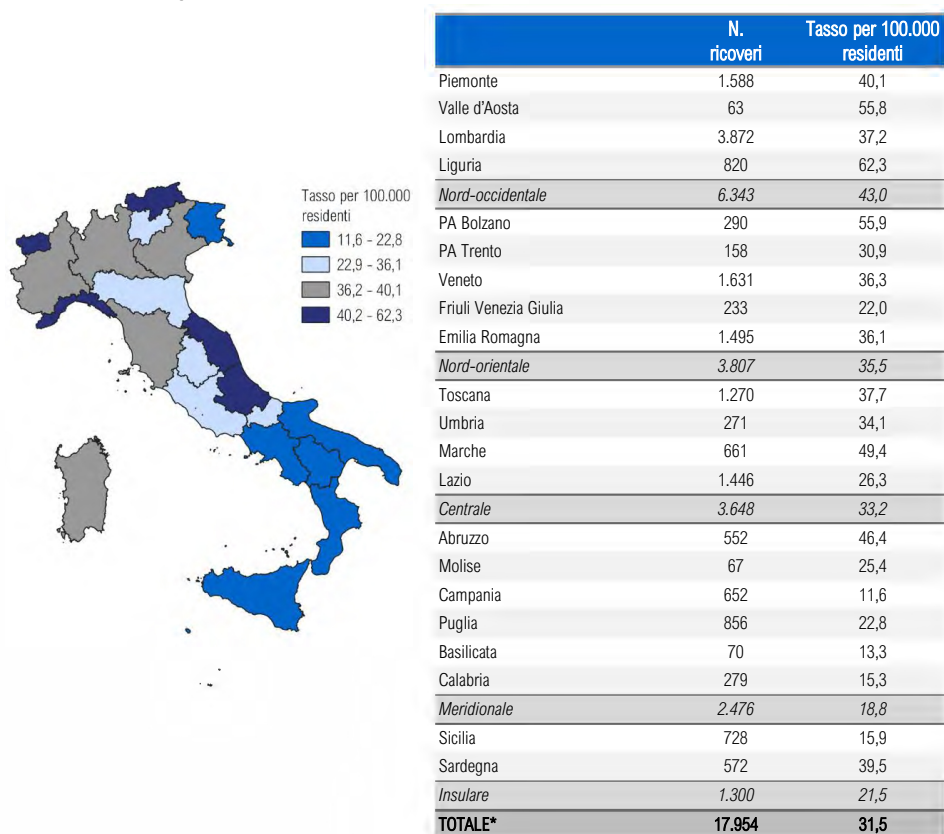 Tasso per 100.000
residenti
11,6 - 22,8
22,9 - 36,1
36,2 - 40,1
40,2 - 62,3
N. ricoveri Tasso per 100.000 residenti
Piemonte 1.588 40,1
Valle d'Aosta 63 55,8
Lombardia 3.872 37,2
Liguria 820 62,3
Nord-occidentale 6.343 43,0
PA Bolzano 290 55,9
PA Trento 158 30,9
Veneto 1.631 36,3
Friuli Venezia Giulia 233 22,0
Emilia Romagna 1.495 36,1
Nord-orientale 3.807 35,5
Toscana 1.270 37,7
Umbria 271 34,1
Marche 661 49,4
Lazio 1.446 26,3
Centrale 3.648 33,2
Abruzzo 552 46,4
Molise 67 25,4
Campania 652 11,6
Puglia 856 22,8
Basilicata 70 13,3
Calabria 279 15,3
Meridionale 2.476 18,8
Sicilia 728 15,9
Sardegna 572 39,5
Insulare 1.300 21,5
TOTALE* 17.954 31,5